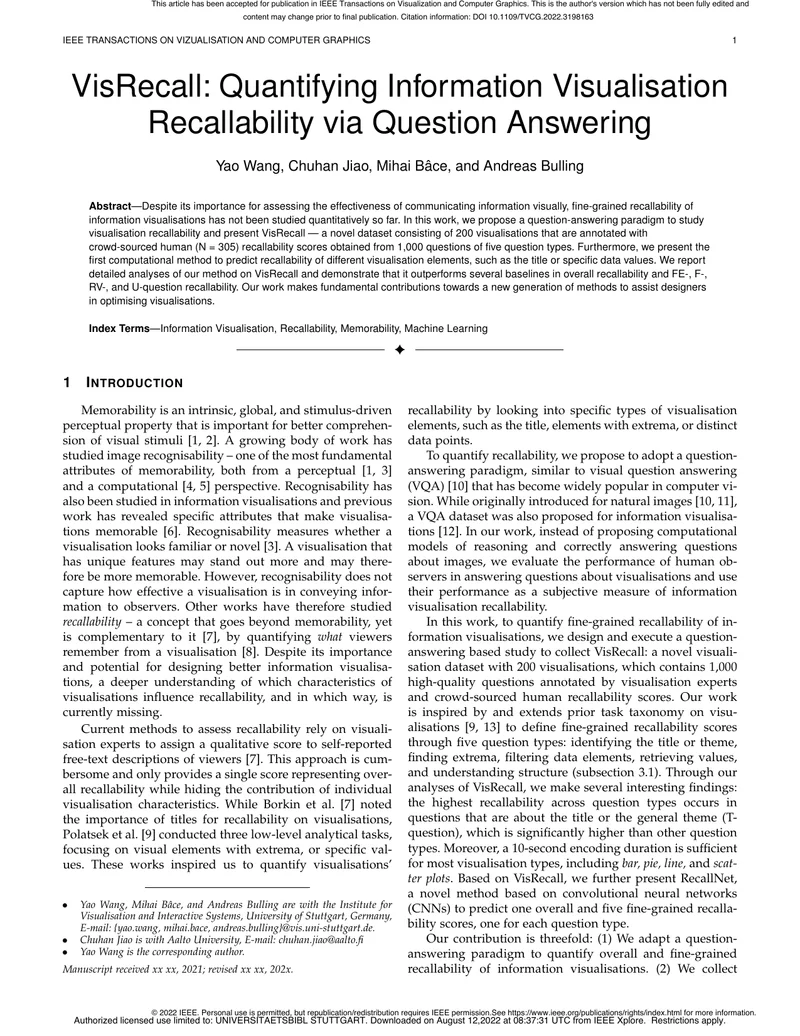 This article has been accepted for publication in IEEE Transactions on Visualization and Computer Graphics. This is the author's version which has not been fully edited and
content may change prior to final publication. Citation information: DOI 10.1109/TVCG.2022.3198163
IEEE TRANSACTIONS ON VIZUALISATION AND COMPUTER GRAPHICS
1
VisRecall: Quantifying Information Visualisation
Recallability via Question Answering
Yao Wang, Chuhan Jiao, Mihai Bâce, and Andreas Bulling
Abstract—Despite its importance for assessing the effectiveness of communicating information visually, fine-grained recallability of
information visualisations has not been studied quantitatively so far. In this work, we propose a question-answering paradigm to study
visualisation recallability and present VisRecall — a novel dataset consisting of 200 visualisations that are annotated with
crowd-sourced human (N = 305) recallability scores obtained from 1,000 questions of five question types. Furthermore, we present the
first computational method to predict recallability of different visualisation elements, such as the title or specific data values. We report
detailed analyses of our method on VisRecall and demonstrate that it outperforms several baselines in overall recallability and FE-, F-,
RV-, and U-question recallability. Our work makes fundamental contributions towards a new generation of methods to assist designers
in optimising visualisations.
Index Terms—Information Visualisation, Recallability, Memorability, Machine Learning
1 INTRODUCTION
Memorability is an intrinsic, global, and stimulus-driven
perceptual property that is important for better comprehen-
sion of visual stimuli [1, 2]. A growing body of work has
studied image recognisability – one of the most fundamental
attributes of memorability, both from a perceptual [1, 3]
and a computational [4, 5] perspective. Recognisability has
also been studied in information visualisations and previous
work has revealed specific attributes that make visualisa-
tions memorable [6]. Recognisability measures whether a
visualisation looks familiar or novel [3]. A visualisation that
has unique features may stand out more and may there-
fore be more memorable. However, recognisability does not
capture how effective a visualisation is in conveying infor-
mation to observers. Other works have therefore studied
recallability – a concept that goes beyond memorability, yet
is complementary to it [7], by quantifying what viewers
remember from a visualisation [8]. Despite its importance
and potential for designing better information visualisa-
tions, a deeper understanding of which characteristics of
visualisations influence recallability, and in which way, is
currently missing.
Current methods to assess recallability rely on visuali-
sation experts to assign a qualitative score to self-reported
free-text descriptions of viewers [7]. This approach is cum-
bersome and only provides a single score representing over-
all recallability while hiding the contribution of individual
visualisation characteristics. While Borkin et al. [7] noted
the importance of titles for recallability on visualisations,
Polatsek et al. [9] conducted three low-level analytical tasks,
focusing on visual elements with extrema, or specific val-
ues. These works inspired us to quantify visualisations'
• Yao Wang, Mihai Bâce, and Andreas Bulling are with the Institute for
Visualisation and Interactive Systems, University of Stuttgart, Germany,
E-mail: {yao.wang, mihai.bace, andreas.bulling}@vis.uni-stuttgart.de.
• Chuhan Jiao is with Aalto University, E-mail: chuhan.jiao@aalto.fi
• Yao Wang is the corresponding author.
Manuscript received xx xx, 2021; revised xx xx, 202x.
recallability by looking into specific types of visualisation
elements, such as the title, elements with extrema, or distinct
data points.
To quantify recallability, we propose to adopt a question-
answering paradigm, similar to visual question answering
(VQA) [10] that has become widely popular in computer vi-
sion. While originally introduced for natural images [10, 11],
a VQA dataset was also proposed for information visualisa-
tions [12]. In our work, instead of proposing computational
models of reasoning and correctly answering questions
about images, we evaluate the performance of human ob-
servers in answering questions about visualisations and use
their performance as a subjective measure of information
visualisation recallability.
In this work, to quantify fine-grained recallability of in-
formation visualisations, we design and execute a question-
answering based study to collect VisRecall: a novel visuali-
sation dataset with 200 visualisations, which contains 1,000
high-quality questions annotated by visualisation experts
and crowd-sourced human recallability scores. Our work
is inspired by and extends prior task taxonomy on visu-
alisations [9, 13] to define fine-grained recallability scores
through five question types: identifying the title or theme,
finding extrema, filtering data elements, retrieving values,
and understanding structure (subsection 3.1). Through our
analyses of VisRecall, we make several interesting findings:
the highest recallability across question types occurs in
questions that are about the title or the general theme (T-
question), which is significantly higher than other question
types. Moreover, a 10-second encoding duration is sufficient
for most visualisation types, including bar, pie, line, and scat-
ter plots. Based on VisRecall, we further present RecallNet,
a novel method based on convolutional neural networks
(CNNs) to predict one overall and five fine-grained recalla-
bility scores, one for each question type.
Our contribution is threefold: (1) We adapt a question-
answering paradigm to quantify overall and fine-grained
recallability of information visualisations. (2) We collect
© 2022 IEEE. Personal use is permitted, but republication/redistribution requires IEEE permission.See https://www.ieee.org/publications/rights/index.html for more information.
Authorized licensed use limited to: UNIVERSITAETSBIBL STUTTGART. Downloaded on August 12,2022 at 08:37:31 UTC from IEEE Xplore. Restrictions apply.